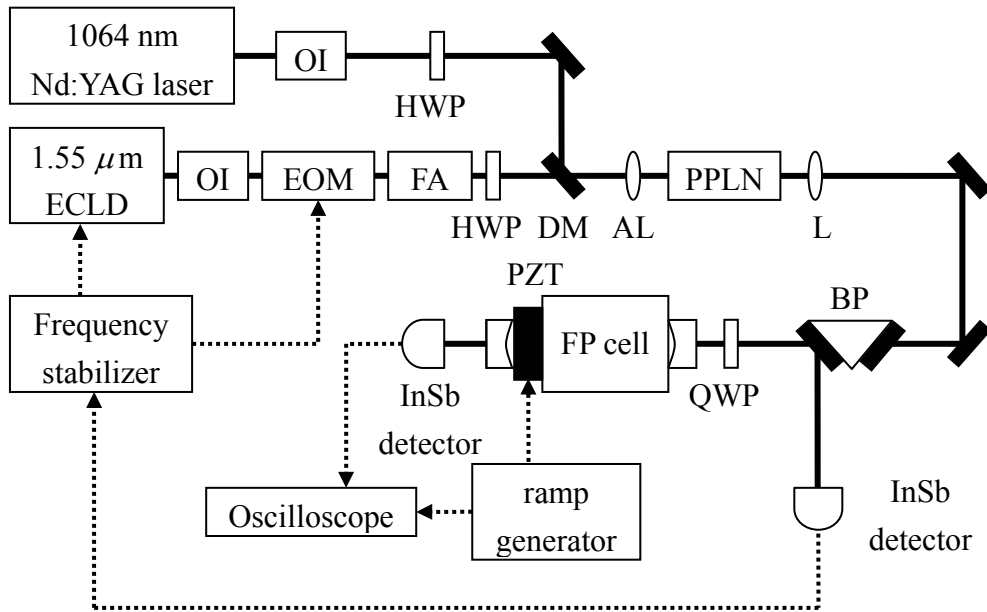 1064 nm
Nd:YAG laser
OI
HWP
1.55 μm
ECLD
OI
EOM
FA
HWP
DM
AL
PPLN
L
PZT
BP
Frequency
stabilizer
FP cell
InSb
detector
QWP
Oscilloscope
ramp
generator
InSb
detector